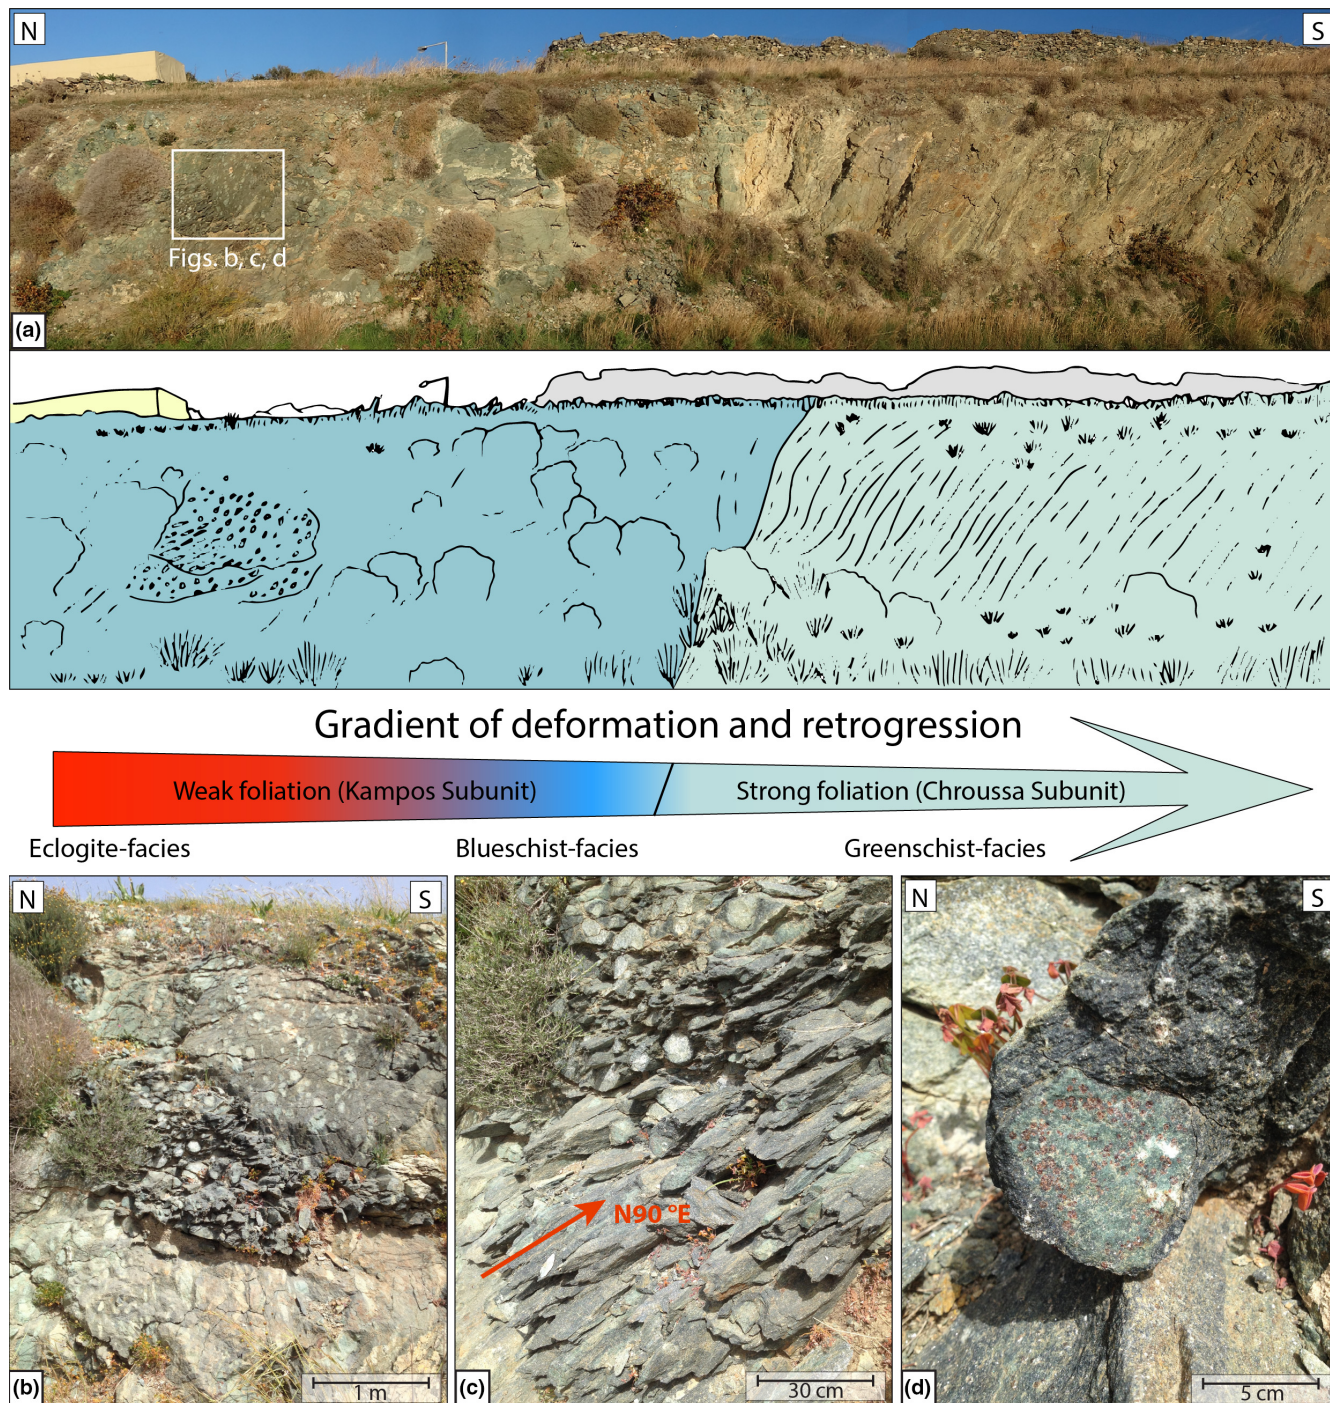 N
S
Figs. b, c, d
(a)
Gradient of deformation and retrogression
Weak foliation (Kampos Subunit)
Strong foliation (Chroussa Subunit)
Eclogite-facies
Blueschist-facies
Greenschist-facies
N
S
N
S
N90 °E
(b)
1 m
(c)
30 cm
(d)
5 cm